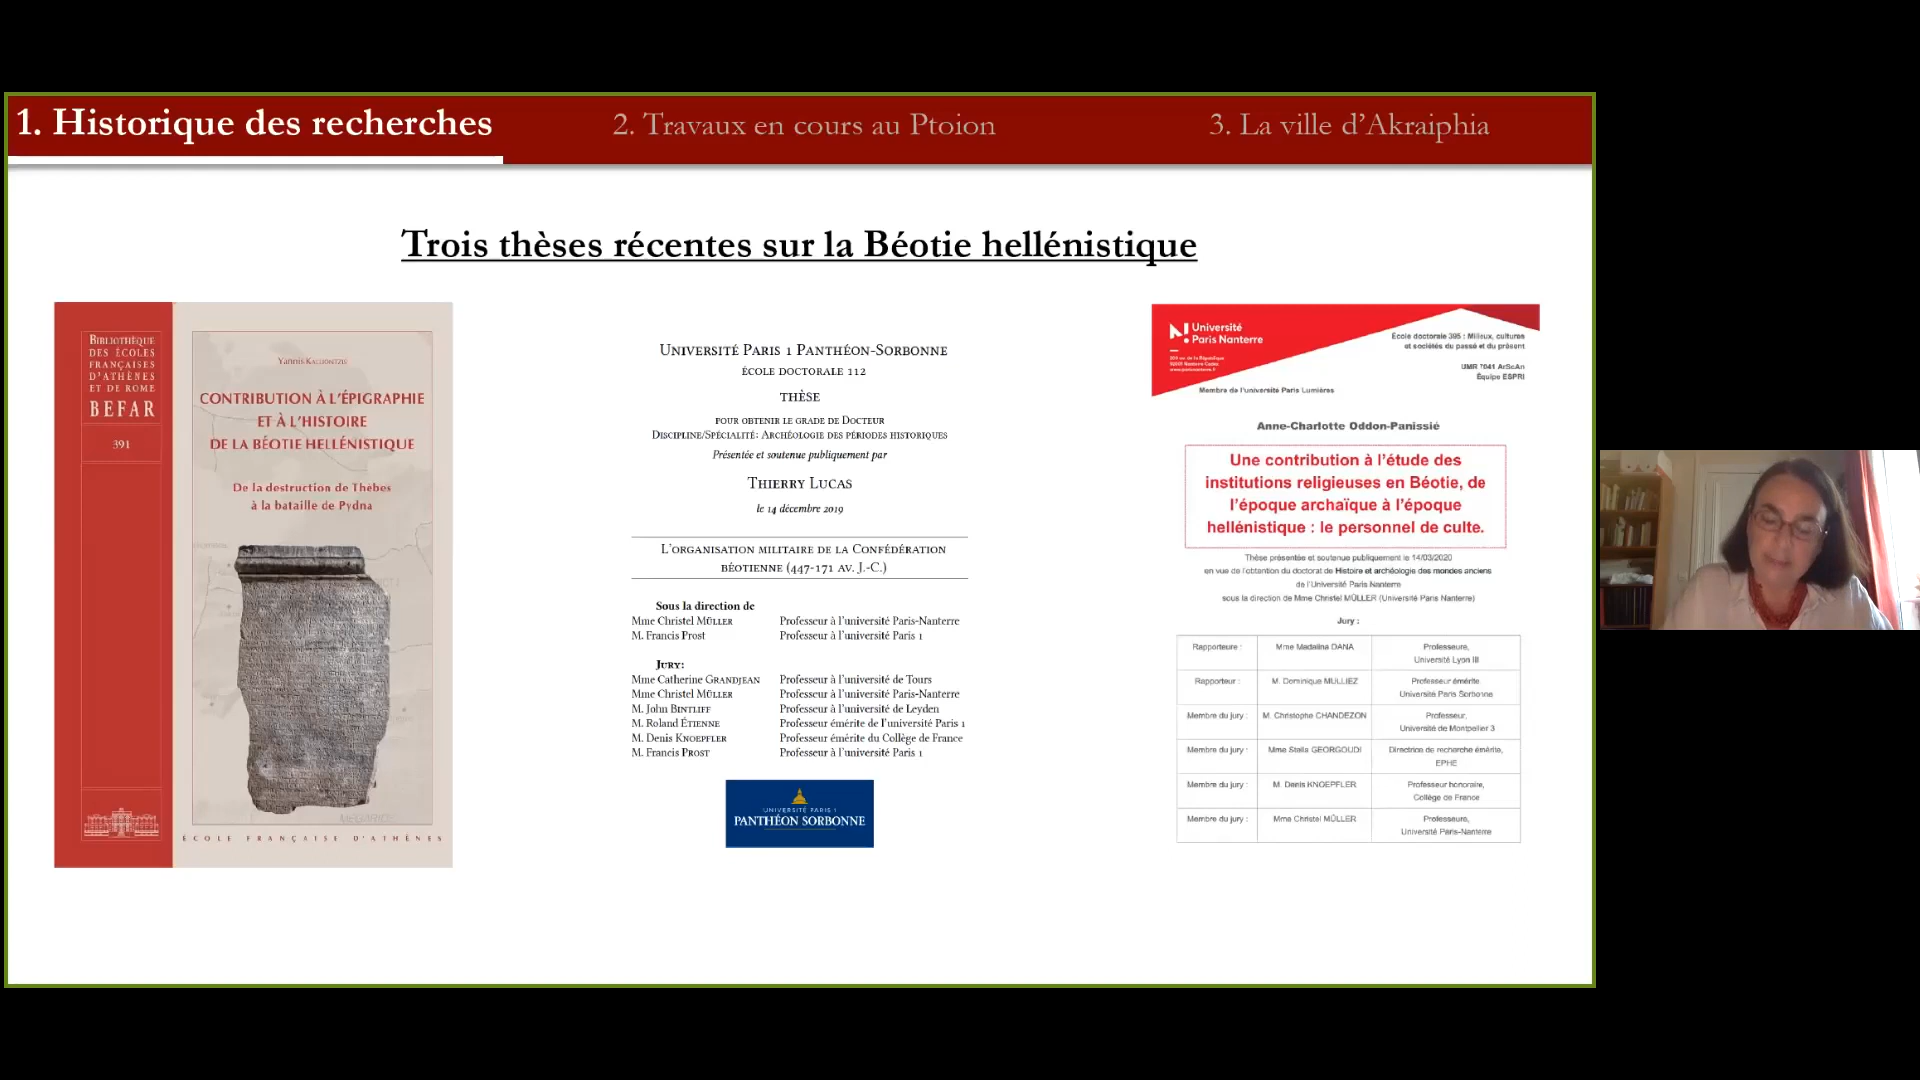 1. Historique des recherches
2. Travaux en cours au Ptoion
3. La ville d'Akraiphia
Trois thèses récentes sur la Béotie hellénistique
BIBLIOTHÈQUE
DES ÉCOLES
FRANÇAISES
D'ATHÈNES
ET DE ROME
BEFAR
391
Yannis KALLIONTZIS
CONTRIBUTION À L'ÉPIGRAPHIE
ET À L'HISTOIRE
DE LA BÉOTIE HELLÉNISTIQUE
De la destruction de Thèbes
à la bataille de Pydna
ÉCOLE FRANÇAISE D'ATHÈNES
UNIVERSITÉ PARIS 1 PANTHÉON-SORBONNE
ÉCOLE DOCTORALE 112
THÈSE
POUR OBTENIR LE GRADE DE DOCTEUR
DISCIPLINE/SPÉCIALITÉ: ARCHÉOLOGIE DES PÉRIODES HISTORIQUES
Présentée et soutenue publiquement par
THIERRY LUCAS
le 14 décembre 2019
L'ORGANISATION MILITAIRE DE LA CONFÉDÉRATION
BÉOTIENNE (447-171 AV. J.-C.)
Sous la direction de
Mme Christel MÜLLER Professeur à l'université Paris-Nanterre
M. Francis Prost Professeur à l'université Paris 1
JURY:
Mme Catherine GRANDJEAN Professeur à l'université de Tours
Mme Christel MÜLLER Professeur à l'université Paris-Nanterre
M. John BINTLIFF Professeur à l'université de Leyden
M. Roland ÉTIENNE Professeur émérite de l'université Paris 1
M. Denis KNOEPFLER Professeur émérite du Collège de France
M. Francis PROST Professeur à l'université Paris 1
UNIVERSITÉ PARIS 1
PANTHÉON SORBONNE
Université
Paris Nanterre
Ecole doctorale 395 : Milieux, cultures
et sociétés du passé et du présent
UMR 7041 ArScAn
Équipe ESPRI
Membre de l'université Paris Lumières
Anne-Charlotte Oddon-Panissié
Une contribution à l'étude des
institutions religieuses en Béotie, de
l'époque archaïque à l'époque
hellénistique : le personnel de culte.
Thèse présentée et soutenue publiquement le 14/03/2020
en vue de l'obtention du doctorat de Histoire et archéologie des mondes anciens
de l'Université Paris Nanterre
sous la direction de Mme Christel MÜLLER (Université Paris Nanterre)
Jury :
Rapporteure : Mme Madalina DANA Professeure,
Université Lyon III
Rapporteur : M. Dominique MULLIEZ Professeur émérite
Université Paris Sorbonne
Membre du jury : M. Christophe CHANDEZON Professeur,
Université de Montpellier 3
Membre du jury : Mme Stella GEORGOUDI Directrice de recherche émérite,
EPHE
Membre du jury : M. Denis KNOEPFLER Professeur honoraire,
Collège de France
Membre du jury : Mme Christel MÜLLER Professeure,
Université Paris-Nanterre